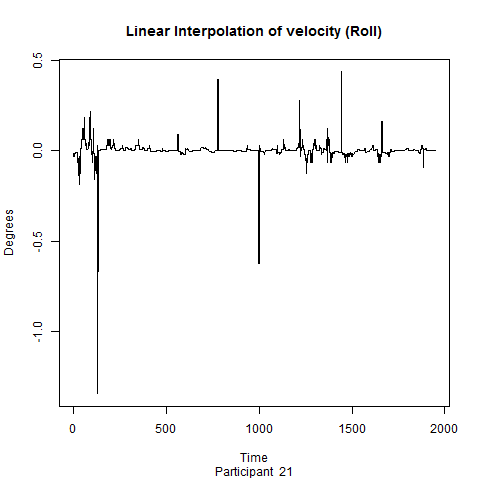 Linear Interpolation of velocity (Roll)
0.5
0.0
-0.5
-1.0
Degrees
0 500 1000 1500 2000
Time
Participant 21